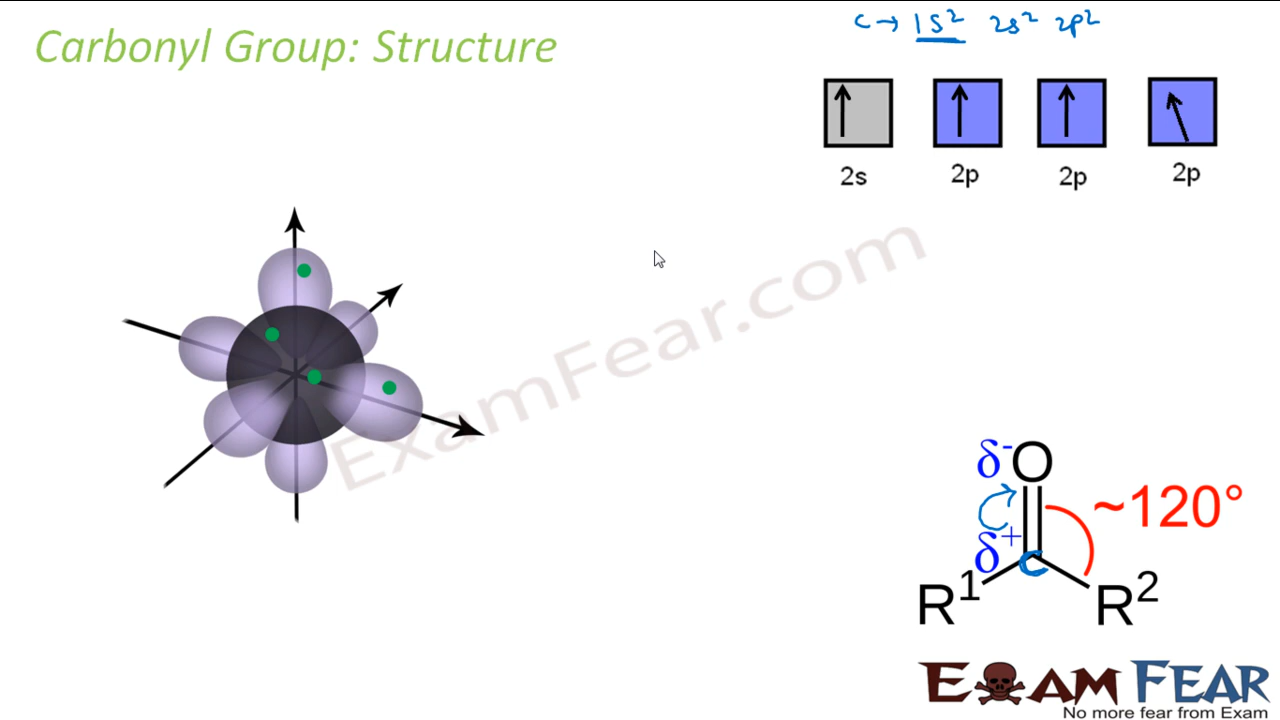 Carbonyl Group: Structure
C → 1s² 2s² 2p²
2s 2p 2p 2p
ExamFear.com
δ⁻ O
~120°
δ⁺ C
R¹ R²
EXAM FEAR
No more fear from Exam